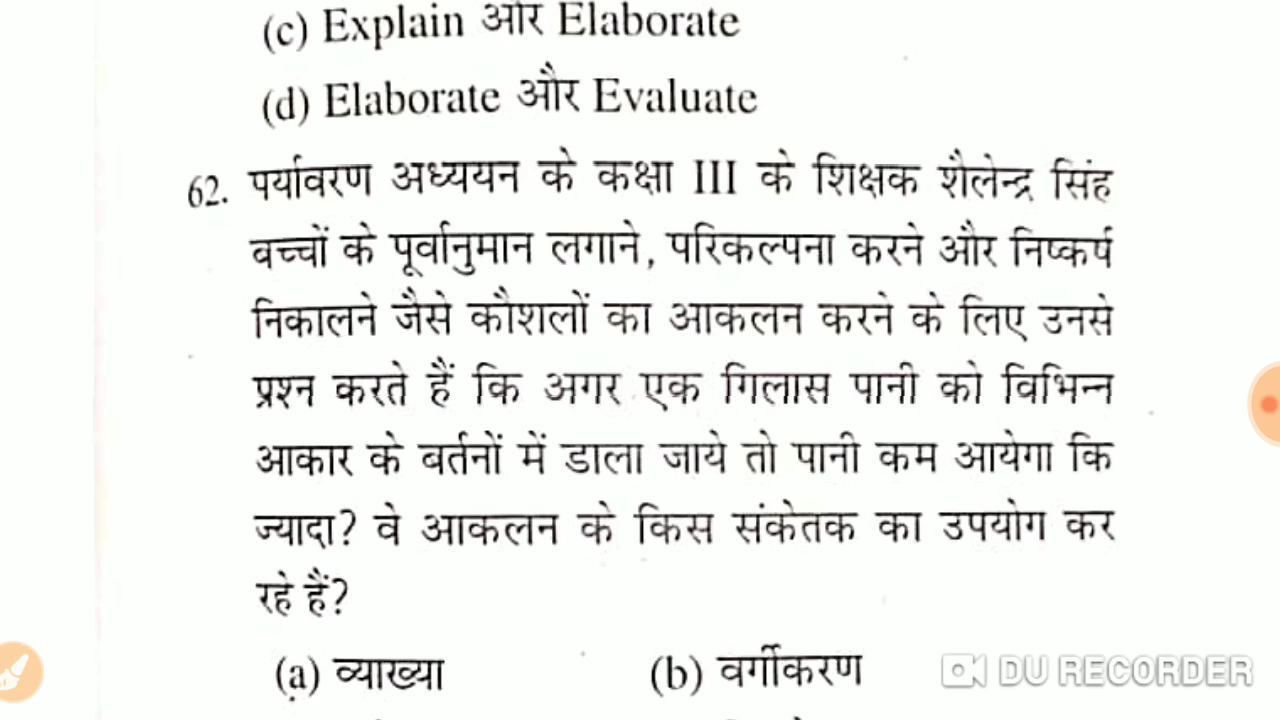 (c) Explain और Elaborate
(d) Elaborate और Evaluate
62. पर्यावरण अध्ययन के कक्षा III के शिक्षक शैलेन्द्र सिंह
बच्चों के पूर्वानुमान लगाने, परिकल्पना करने और निष्कर्ष
निकालने जैसे कौशलों का आकलन करने के लिए उनसे
प्रश्न करते हैं कि अगर एक गिलास पानी को विभिन्न
आकार के बर्तनों में डाला जाये तो पानी कम आयेगा कि
ज्यादा? वे आकलन के किस संकेतक का उपयोग कर
रहे हैं?
(a) व्याख्या (b) वर्गीकरण
DU RECORDER